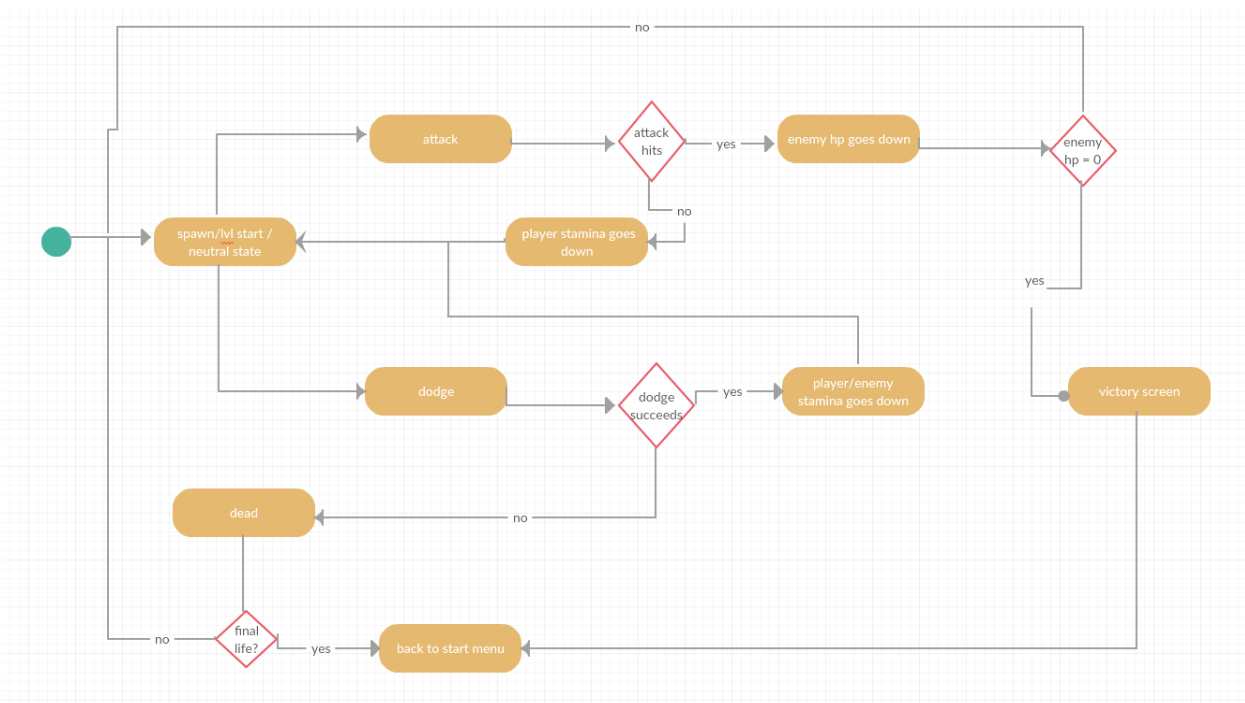 no
attack
attack
hits
yes
enemy hp goes down
enemy
hp = 0
no
spawn/lvl start /
neutral state
player stamina goes
down
yes
dodge
dodge
succeeds
yes
player/enemy
stamina goes down
victory screen
dead
no
final
life?
no
yes
back to start menu